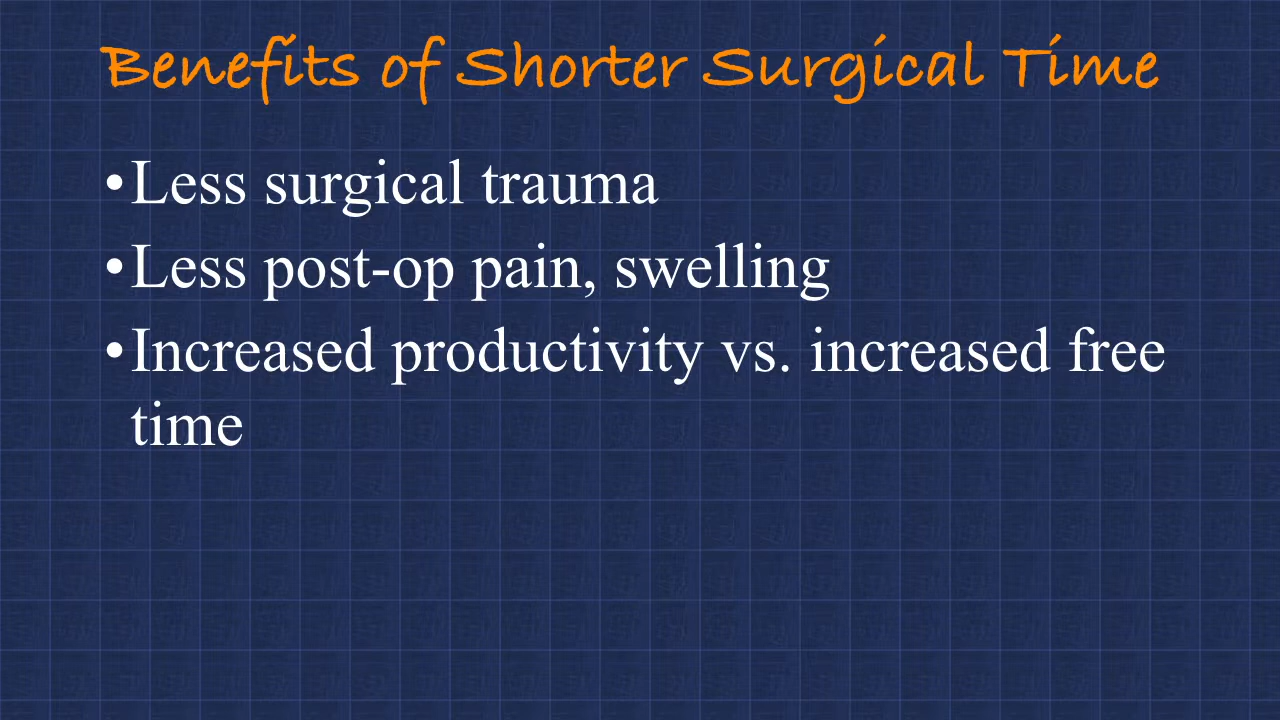 Benefits of Shorter Surgical Time
•Less surgical trauma
•Less post-op pain, swelling
•Increased productivity vs. increased free
time